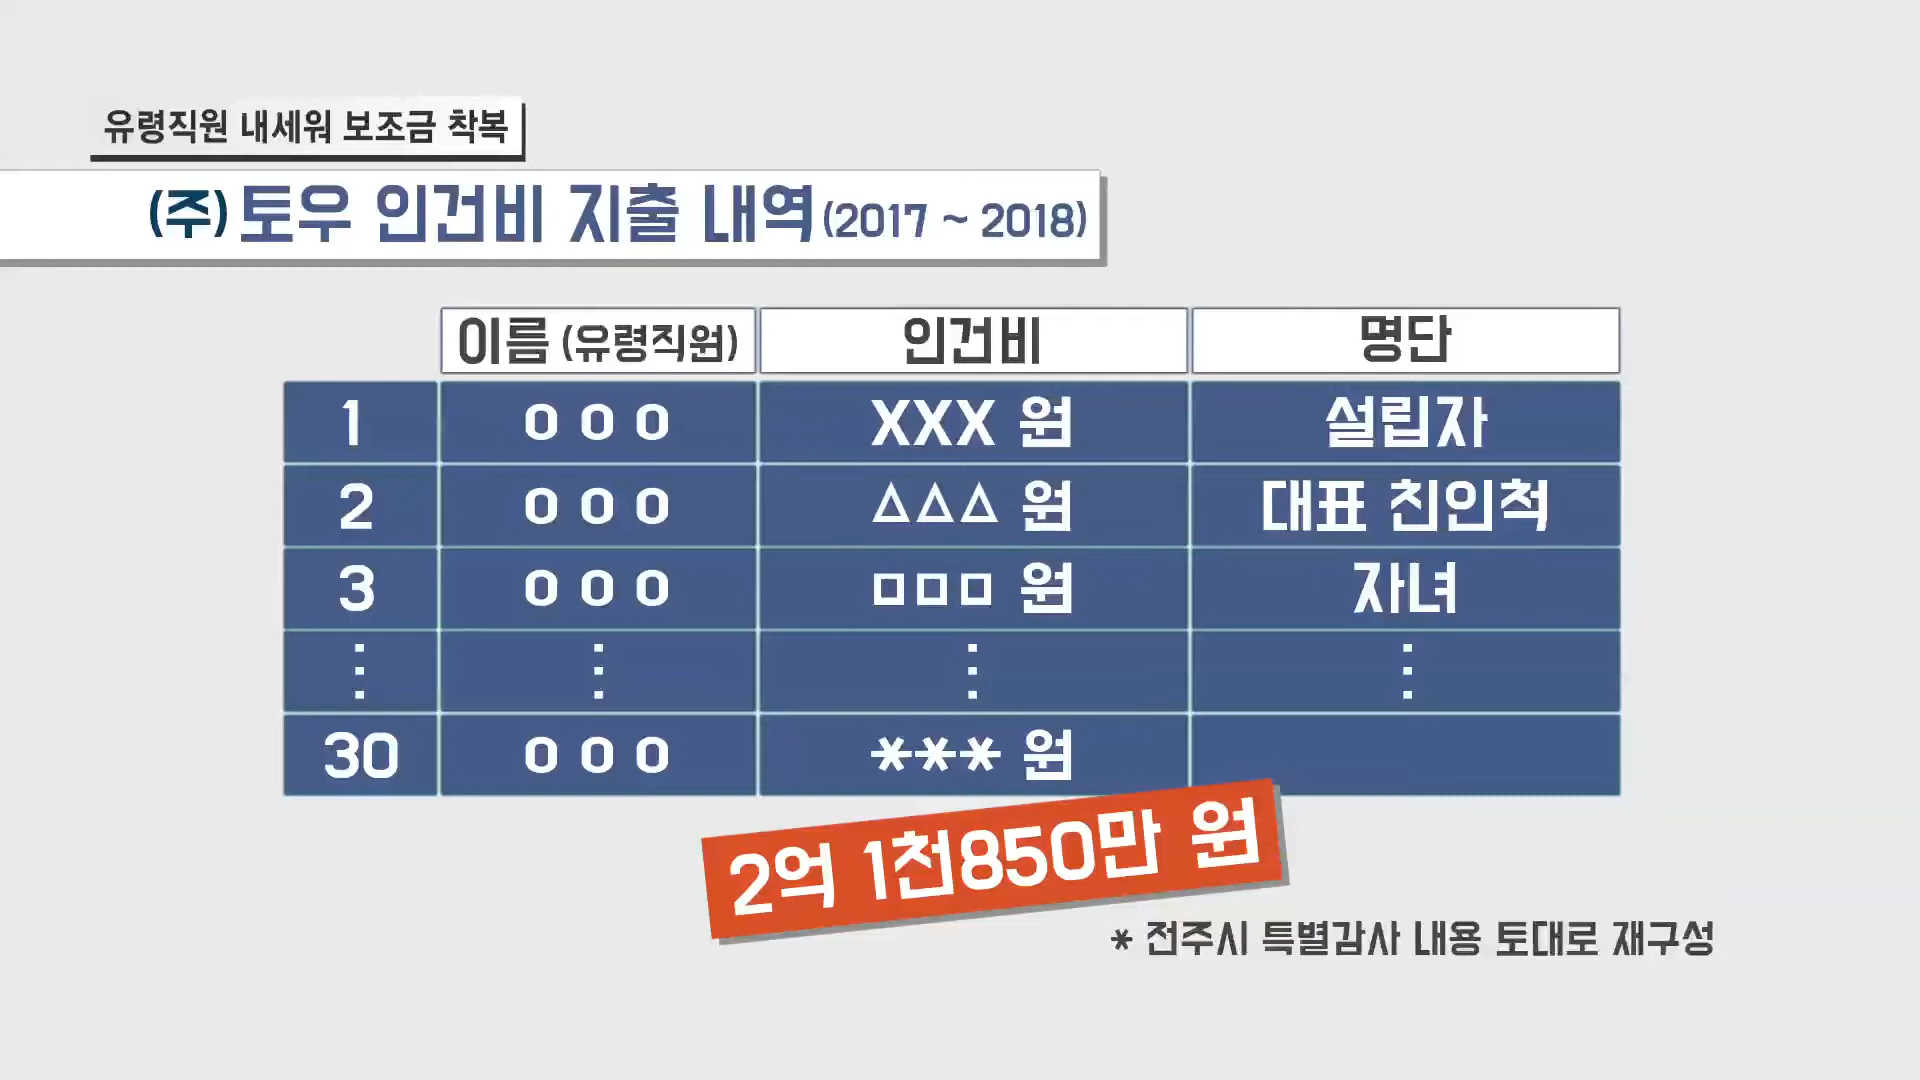 유령직원 내세워 보조금 착복
(주)토우 인건비 지출 내역(2017 ~ 2018)
이름 (유령직원) 인건비 명단
1 ㅇㅇㅇ XXX 원 설립자
2 ㅇㅇㅇ △△△ 원 대표 친인척
3 ㅇㅇㅇ ㅁㅁㅁ 원 자녀
⋮ ⋮ ⋮ ⋮
30 ㅇㅇㅇ *** 원
2억 1천850만 원
* 전주시 특별감사 내용 토대로 재구성